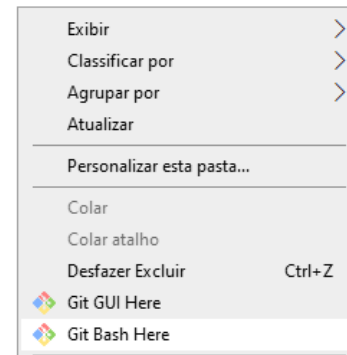 Exibir
Classificar por
Agrupar por
Atualizar
Personalizar esta pasta...
Colar
Colar atalho
Desfazer Excluir Ctrl+Z
Git GUI Here
Git Bash Here